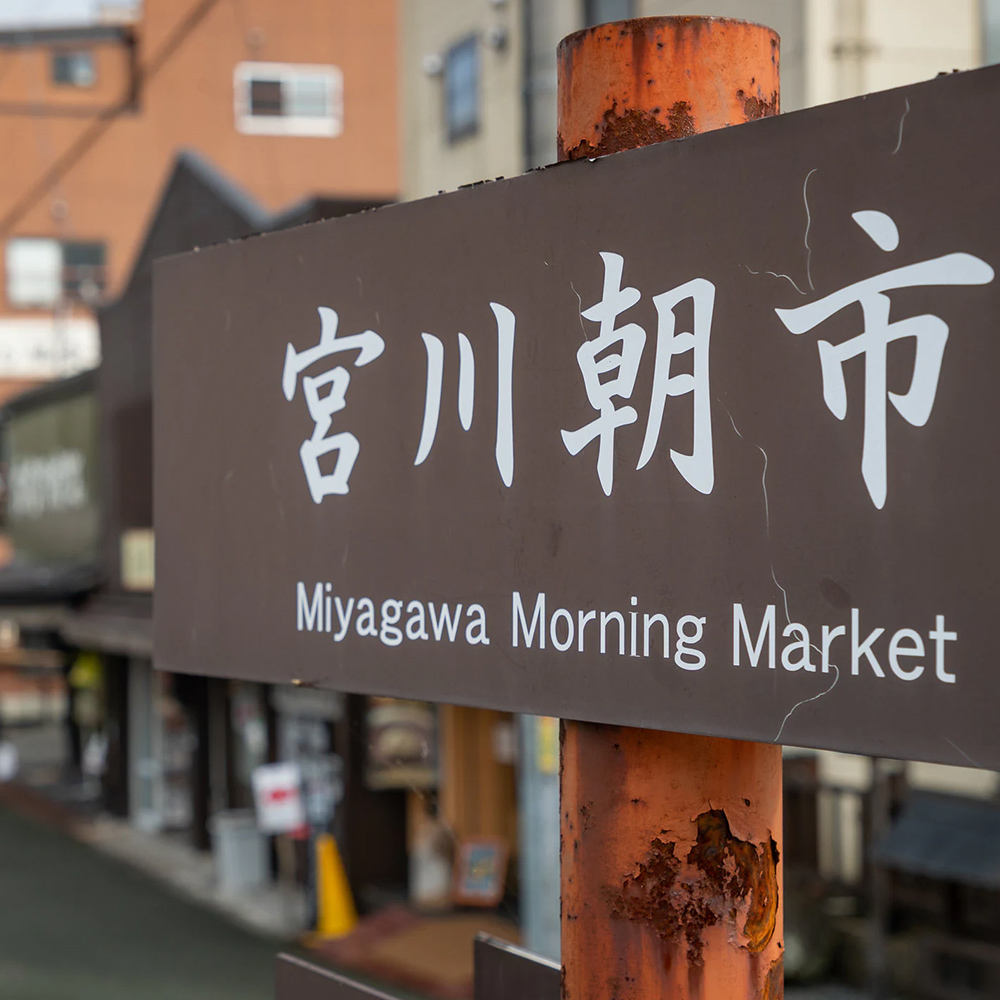 宮川朝市
Miyagawa Morning Market